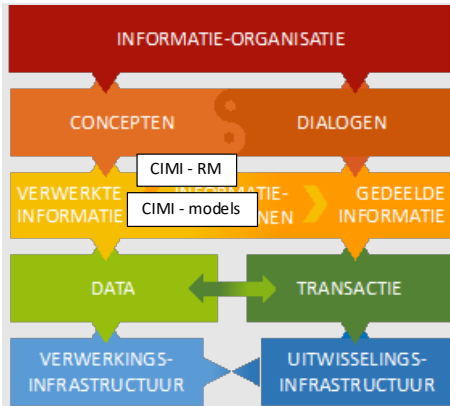 INFORMATIE-ORGANISATIE
CONCEPTEN
DIALOGEN
CIMI - RM
VERWERKTE
INFORMATIE
CIMI - models
GEDEELDE
INFORMATIE
DATA
TRANSACTIE
VERWERKINGS-
INFRASTRUCTUUR
UITWISSELINGS-
INFRASTRUCTUUR